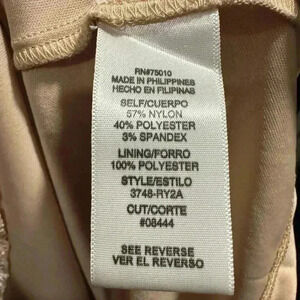 RN#75010
MADE IN PHILIPPINES
HECHO EN FILIPINAS
SELF/CUERPO
57% NYLON
40% POLYESTER
3% SPANDEX
LINING/FORRO
100% POLYESTER
STYLE/ESTILO
3748-RY2A
CUT/CORTE
#08444
SEE REVERSE
VER EL REVERSO